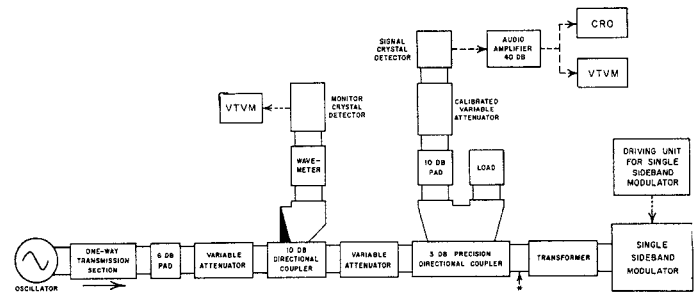 CRO
SIGNAL
CRYSTAL
DETECTOR
AUDIO
AMPLIFIER
40 DB
VTVM
VTVM
MONITOR
CRYSTAL
DETECTOR
CALIBRATED
VARIABLE
ATTENUATOR
WAVE-
METER
10 DB
PAD
LOAD
DRIVING UNIT
FOR SINGLE
SIDEBAND
MODULATOR
OSCILLATOR
ONE-WAY
TRANSMISSION
SECTION
6 DB
PAD
VARIABLE
ATTENUATOR
10 DB
DIRECTIONAL
COUPLER
VARIABLE
ATTENUATOR
3 DB PRECISION
DIRECTIONAL COUPLER
*
TRANSFORMER
SINGLE
SIDEBAND
MODULATOR